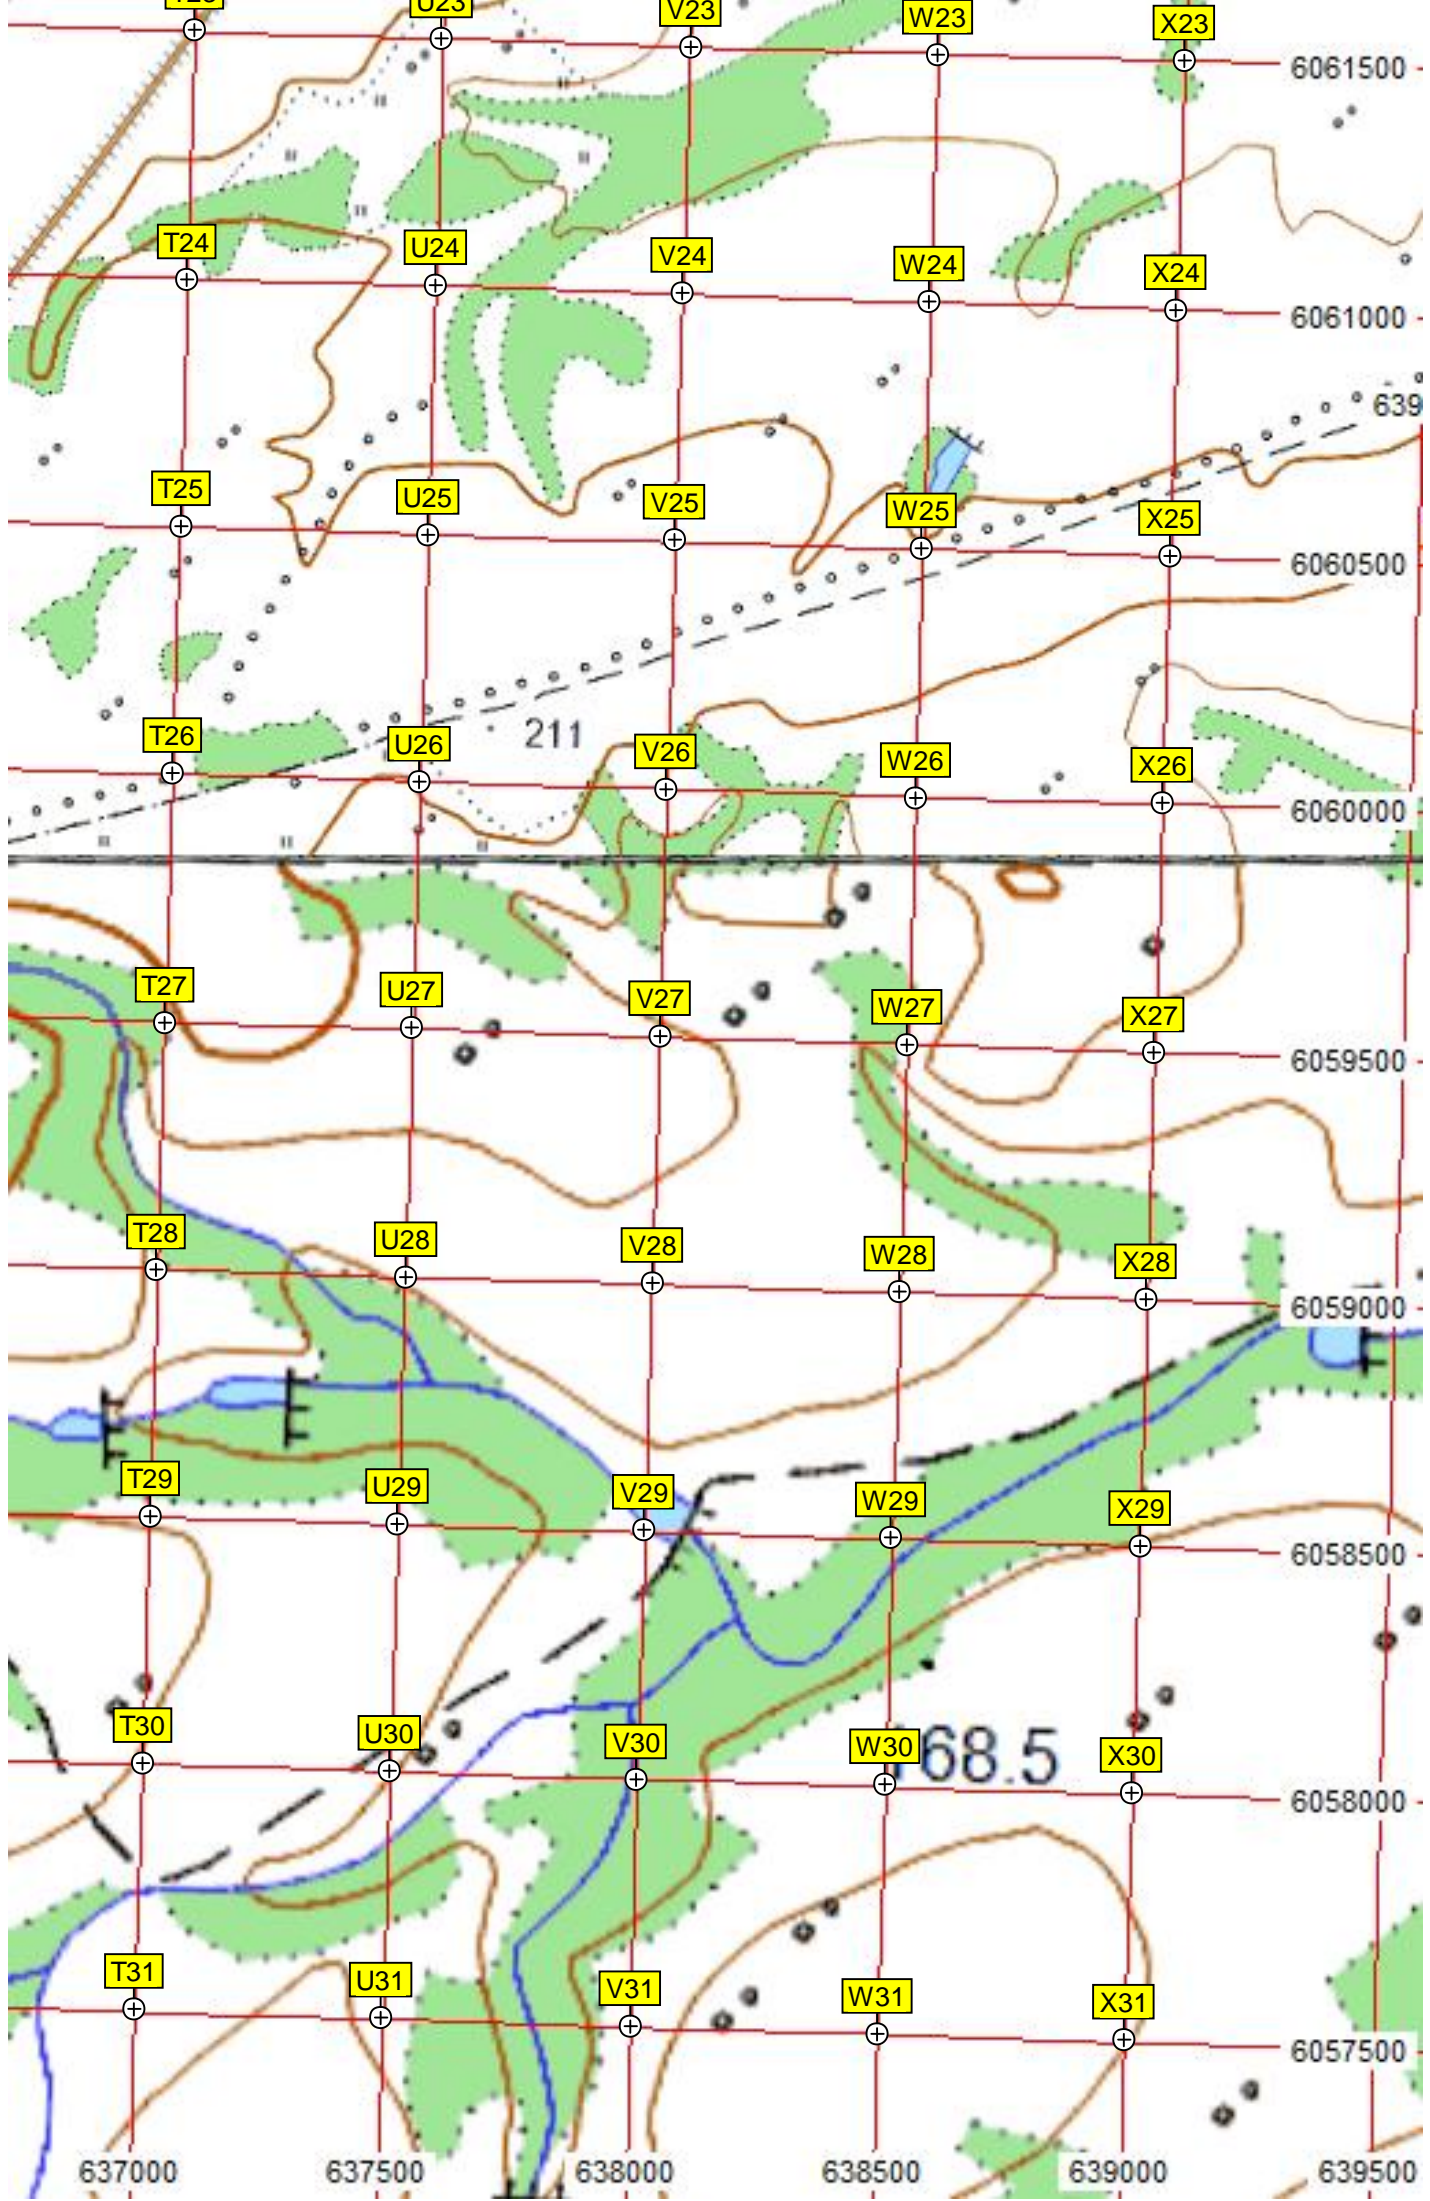 U23 V23 W23 X23
6061500
T24 U24 V24 W24 X24
6061000
639
T25 U25 V25 W25 X25
6060500
211
T26 U26 V26 W26 X26
6060000
T27 U27 V27 W27 X27
6059500
T28 U28 V28 W28 X28
6059000
T29 U29 V29 W29 X29
6058500
T30 U30 V30 W30 68.5 X30
6058000
T31 U31 V31 W31 X31
6057500
637000 637500 638000 638500 639000 639500